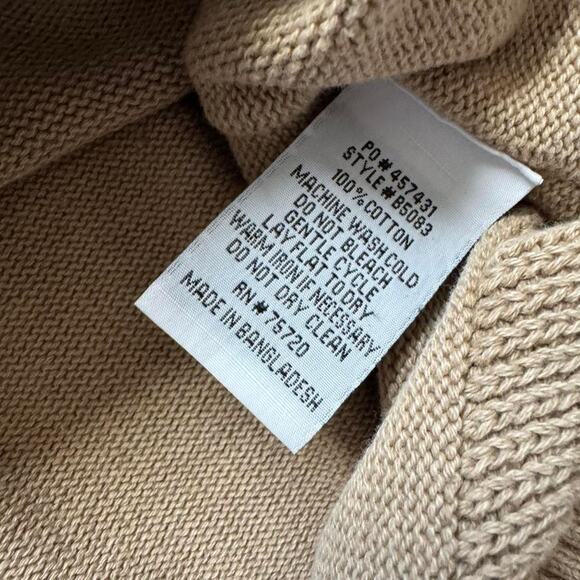 PO# 457431
STYLE# B5083
100% COTTON
MACHINE WASH COLD
DO NOT BLEACH
GENTLE CYCLE
LAY FLAT TO DRY
WARM IRON IF NECESSARY
DO NOT DRY CLEAN
RN# 75720
MADE IN BANGLADESH